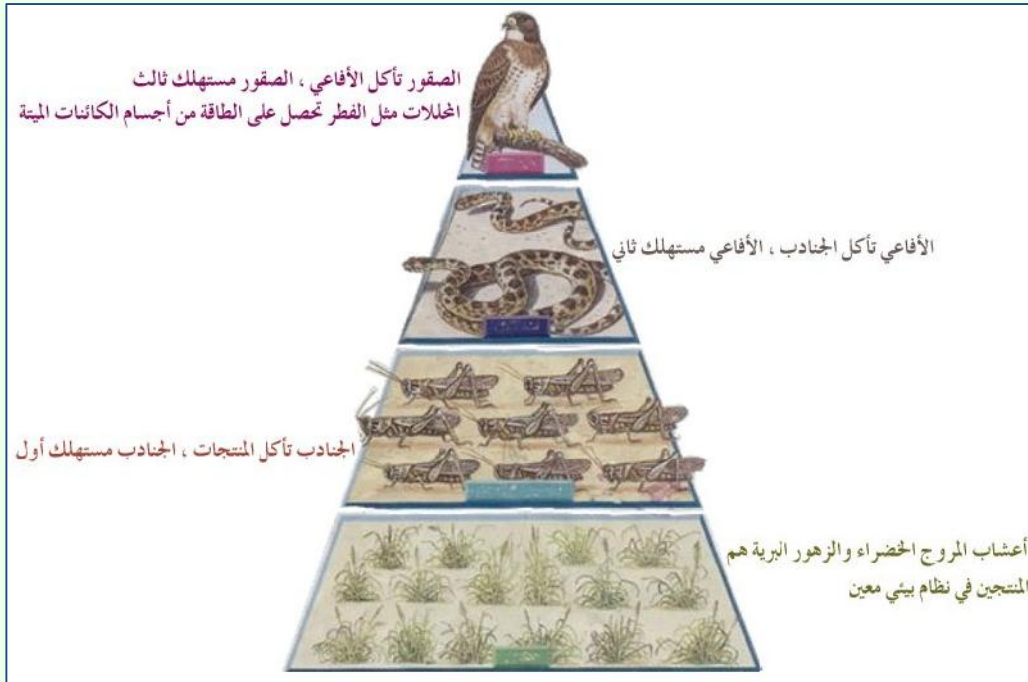 الصقور تأكل الأفاعي ، الصقور مستهلك ثالث
المحللات مثل الفطر تحصل على الطاقة من أجسام الكائنات الميتة
الأفاعي تأكل الجنادب ، الأفاعي مستهلك ثاني
الجنادب تأكل المنتجات ، الجنادب مستهلك أول
أعشاب المروج الخضراء والزهور البرية هم
المنتجين في نظام بيئي معين